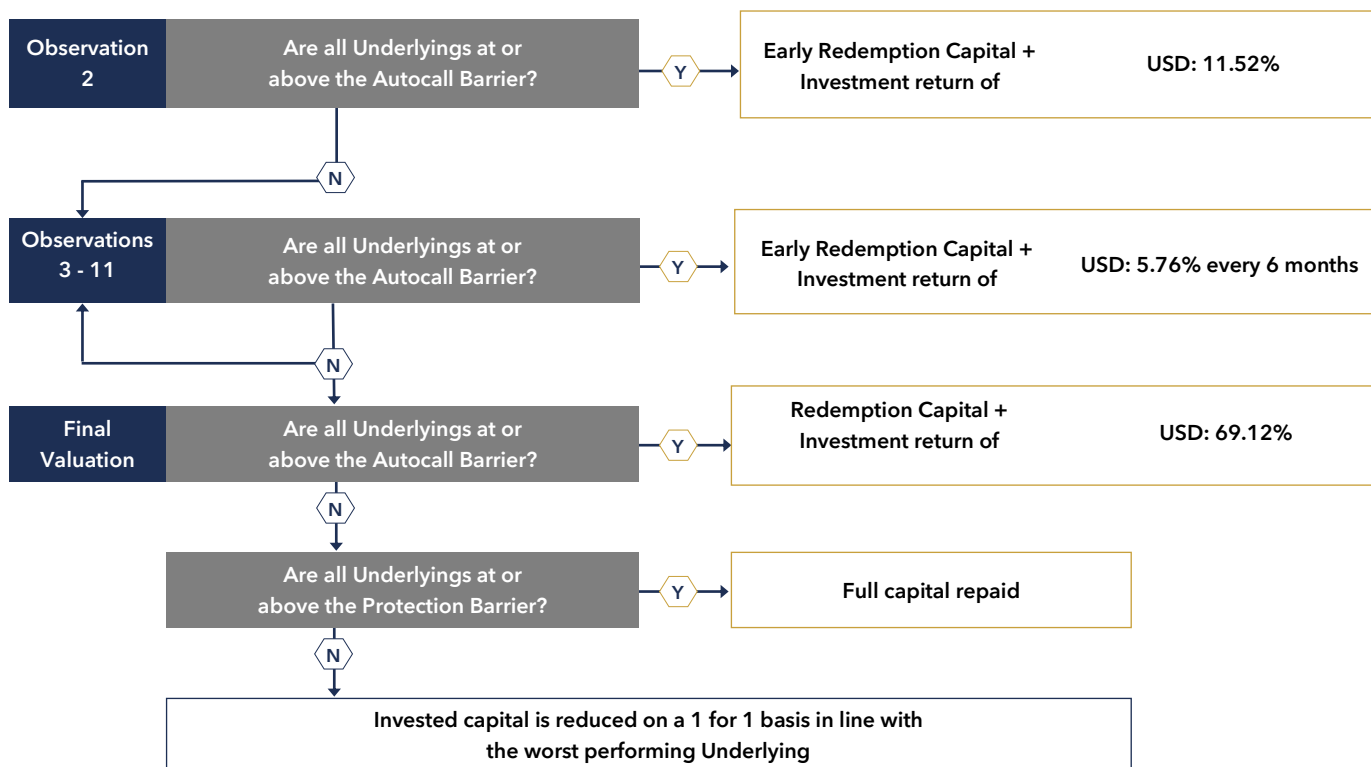 Observation
2
Are all Underlyings at or
above the Autocall Barrier?
Y
Early Redemption Capital +
Investment return of
USD: 11.52%
N
Observations
3 - 11
Are all Underlyings at or
above the Autocall Barrier?
Y
Early Redemption Capital +
Investment return of
USD: 5.76% every 6 months
N
Final
Valuation
Are all Underlyings at or
above the Autocall Barrier?
Y
Redemption Capital +
Investment return of
USD: 69.12%
N
Are all Underlyings at or
above the Protection Barrier?
Y
Full capital repaid
N
Invested capital is reduced on a 1 for 1 basis in line with
the worst performing Underlying